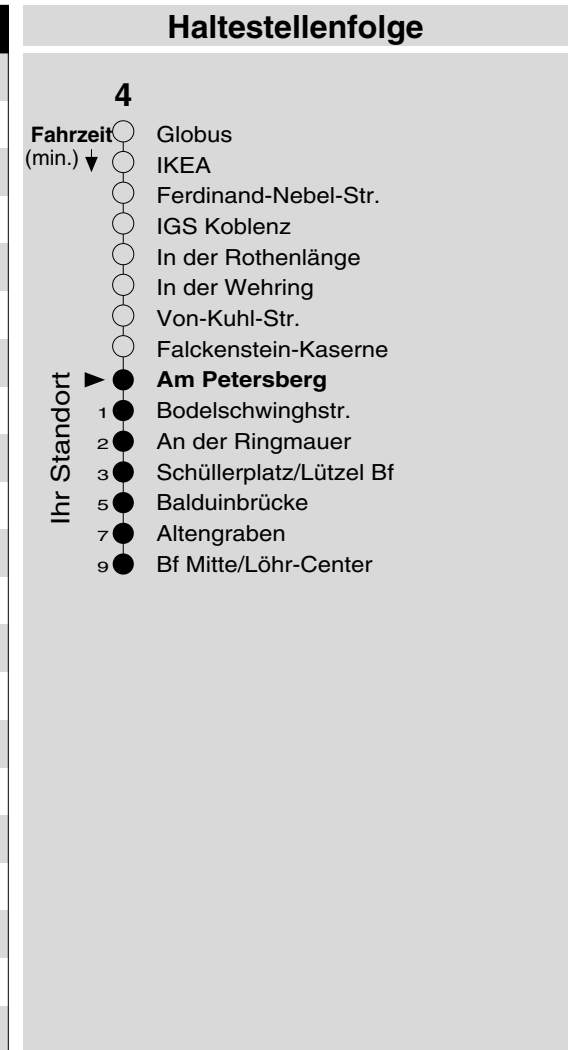 Haltestellenfolge
4
Fahrzeit
(min.)
Globus
IKEA
Ferdinand-Nebel-Str.
IGS Koblenz
In der Rothenlänge
In der Wehring
Von-Kuhl-Str.
Falckenstein-Kaserne
Ihr Standort
Am Petersberg
1 Bodelschwinghstr.
2 An der Ringmauer
3 Schüllerplatz/Lützel Bf
5 Balduinbrücke
7 Altengraben
9 Bf Mitte/Löhr-Center